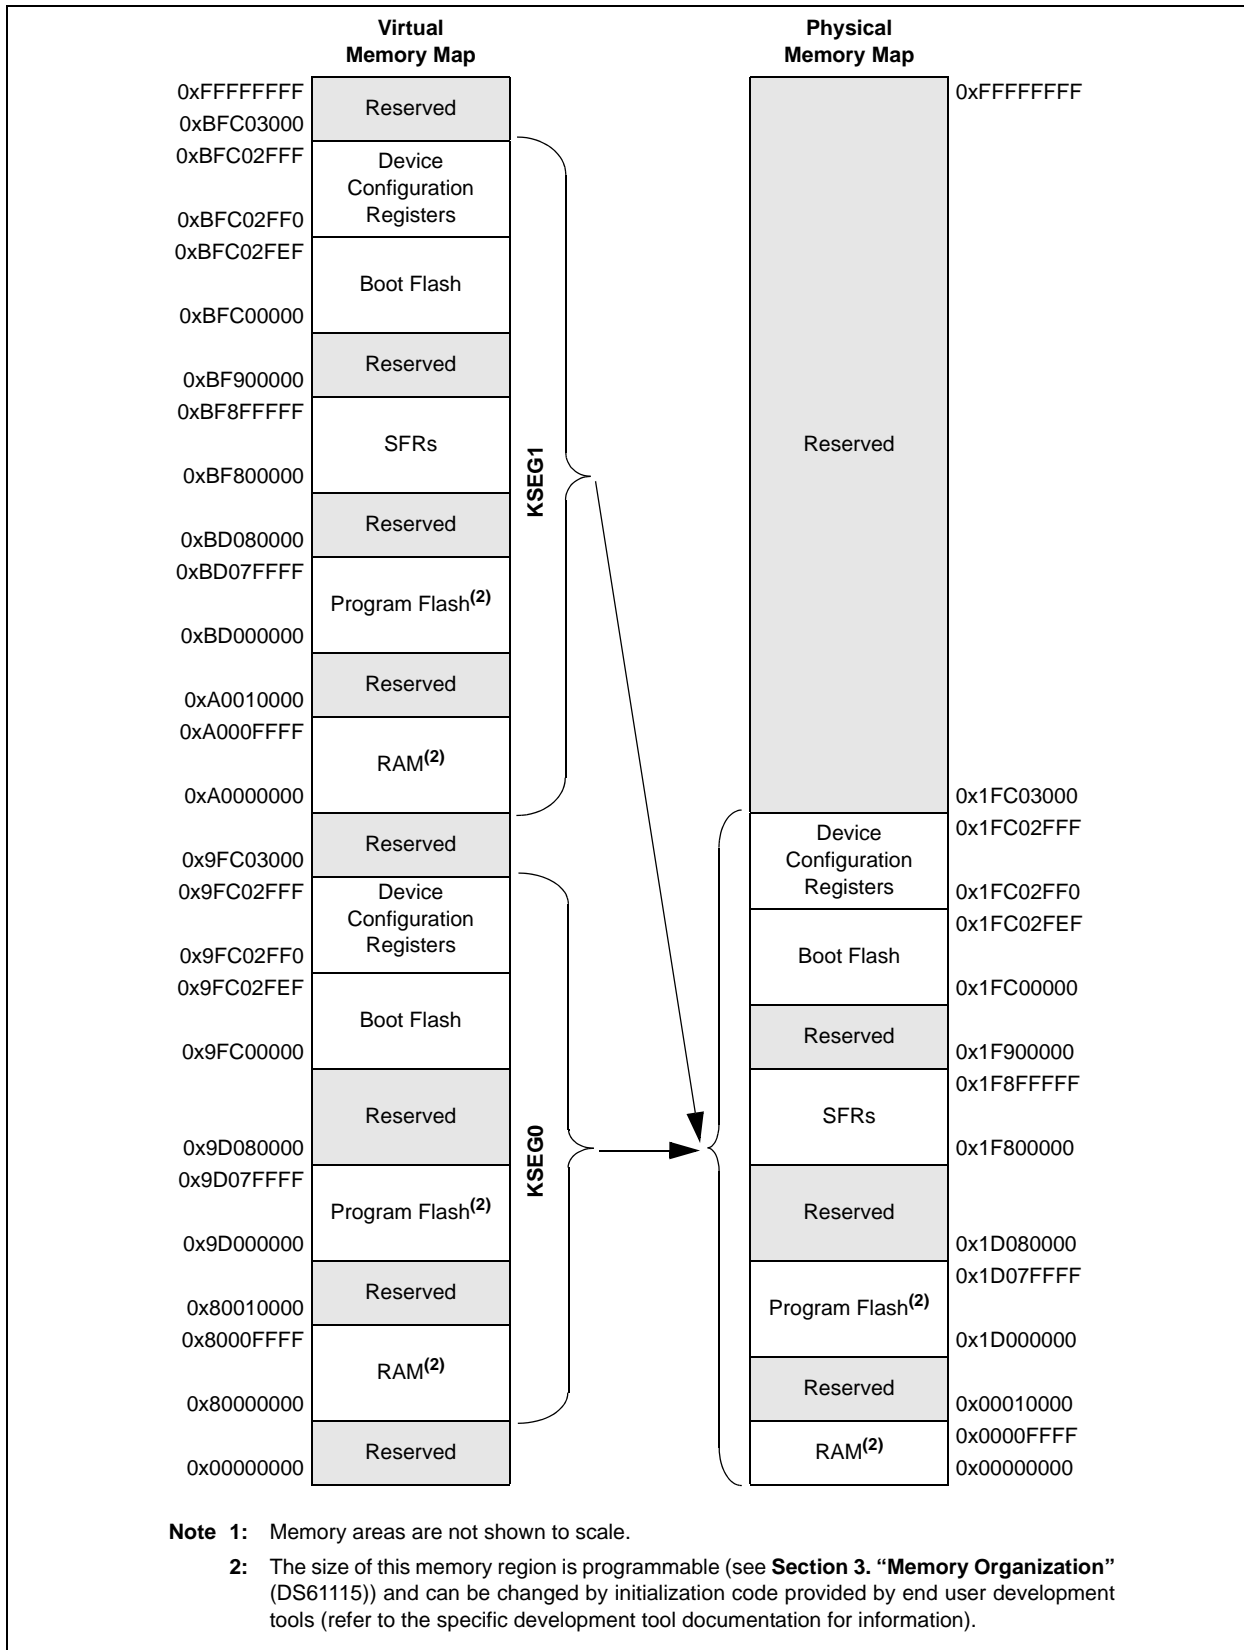 Virtual
Memory Map
0xFFFFFFFF
Reserved
0xBFC03000
0xBFC02FFF
Device
Configuration
Registers
0xBFC02FF0
0xBFC02FEF
Boot Flash
0xBFC00000
Reserved
0xBF900000
0xBF8FFFFF
SFRs
0xBF800000
Reserved
0xBD080000
0xBD07FFFF
Program Flash(2)
0xBD000000
Reserved
0xA0010000
0xA000FFFF
RAM(2)
0xA0000000
KSEG1
Reserved
0x9FC03000
0x9FC02FFF
Device
Configuration
Registers
0x9FC02FF0
0x9FC02FEF
Boot Flash
0x9FC00000
Reserved
0x9D080000
0x9D07FFFF
Program Flash(2)
0x9D000000
Reserved
0x80010000
0x8000FFFF
RAM(2)
0x80000000
KSEG0
Reserved
0x00000000
Physical
Memory Map
0xFFFFFFFF
Reserved
0x1FC03000
0x1FC02FFF
Device
Configuration
Registers
0x1FC02FF0
0x1FC02FEF
Boot Flash
0x1FC00000
Reserved
0x1F900000
0x1F8FFFFF
SFRs
0x1F800000
Reserved
0x1D080000
0x1D07FFFF
Program Flash(2)
0x1D000000
Reserved
0x00010000
0x0000FFFF
RAM(2)
0x00000000
Note 1: Memory areas are not shown to scale.
2: The size of this memory region is programmable (see Section 3. “Memory Organization”
(DS61115)) and can be changed by initialization code provided by end user development
tools (refer to the specific development tool documentation for information).